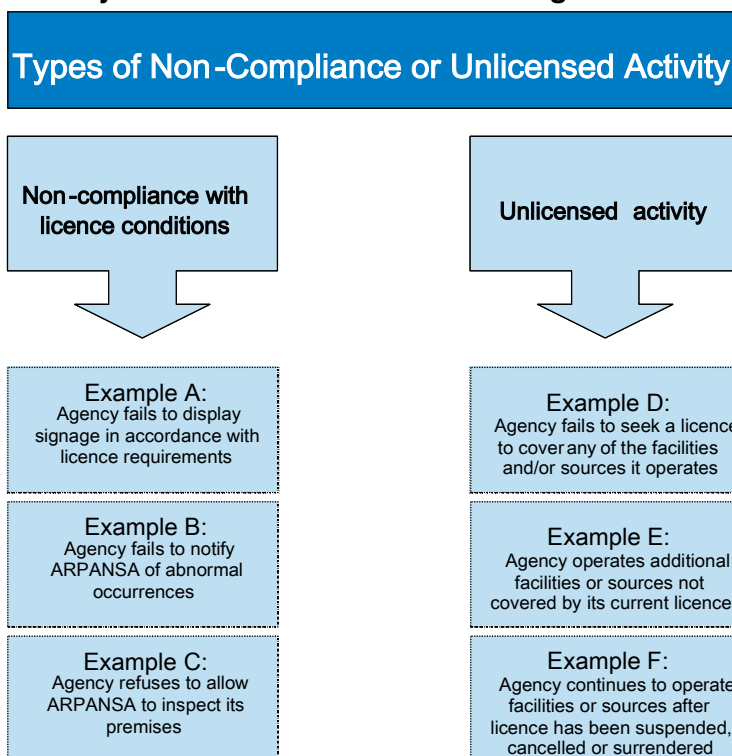 Types of Non-Compliance or Unlicensed Activity
Non-compliance with
licence conditions
Example A:
Agency fails to display
signage in accordance with
licence requirements
Example B:
Agency fails to notify
ARPANSA of abnormal
occurrences
Example C:
Agency refuses to allow
ARPANSA to inspect its
premises
Unlicensed activity
Example D:
Agency fails to seek a licence
to cover any of the facilities
and/or sources it operates
Example E:
Agency operates additional
facilities or sources not
covered by its current licence
Example F:
Agency continues to operate
facilities or sources after
licence has been suspended,
cancelled or surrendered